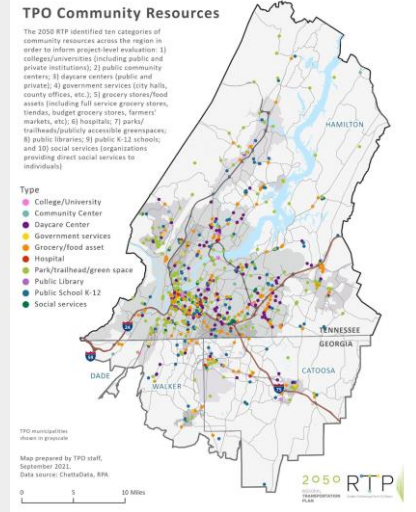 TPO Community Resources
The 2050 RTP identified ten categories of
community resources across the region in
order to inform project-level evaluation: 1)
colleges/universities (including public and
private institutions); 2) public community
centers; 3) daycare centers (public and
private); 4) government services (city halls,
county offices, etc.); 5) grocery stores/food
assets (including full service grocery stores,
tiendas, budget grocery stores, farmers'
markets, etc); 6) hospitals; 7) parks/
trailheads/publicly accessible greenspaces;
8) public libraries; 9) public K-12 schools;
and 10) social services (organizations
providing direct social services to
individuals)
HAMILTON
Type
College/University
Community Center
Daycare Center
Government services
Grocery/food asset
Hospital
Park/trailhead/green space
Public Library
Public School K-12
Social services
24
TENNESSEE
GEORGIA
59
DADE
WALKER
CATOOSA
75
TPO municipalities
shown in greyscale
Map prepared by TPO staff,
September 2021.
Data source: ChattaData, RPA
0 5 10 Miles
2050 RTP
REGIONAL
TRANSPORTATION
PLAN